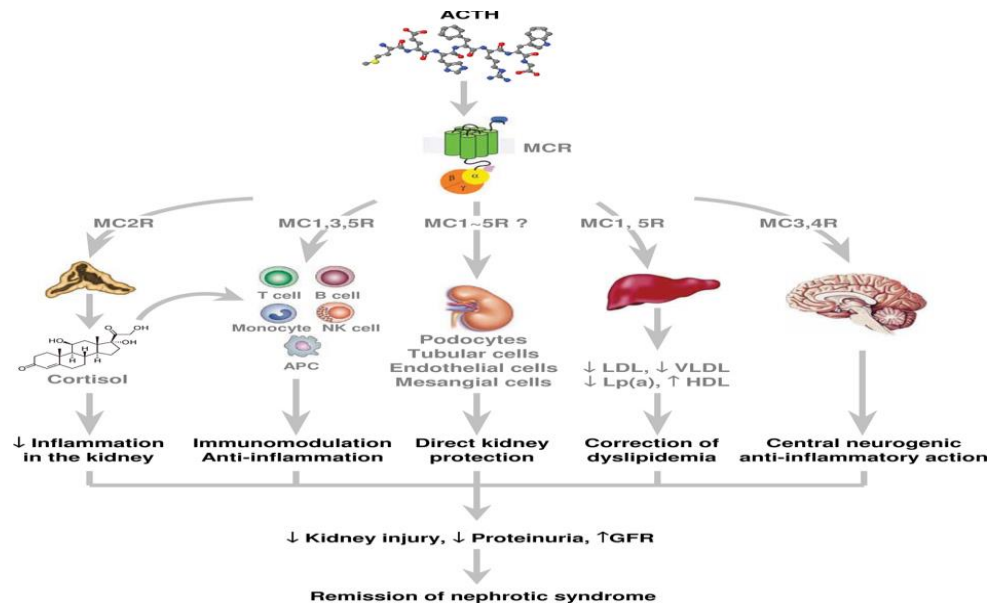 ACTH
MCR
β
α
γ
MC2R
MC1,3,5R
MC1~5R ?
MC1, 5R
MC3,4R
T cell
B cell
Monocyte
NK cell
APC
O
OH
HO
OH
H
H
H
O
Cortisol
Podocytes
Tubular cells
Endothelial cells
Mesangial cells
↓ LDL, ↓ VLDL
↓ Lp(a), ↑ HDL
↓ Inflammation
in the kidney
Immunomodulation
Anti-inflammation
Direct kidney
protection
Correction of
dyslipidemia
Central neurogenic
anti-inflammatory action
↓ Kidney injury, ↓ Proteinuria, ↑GFR
Remission of nephrotic syndrome